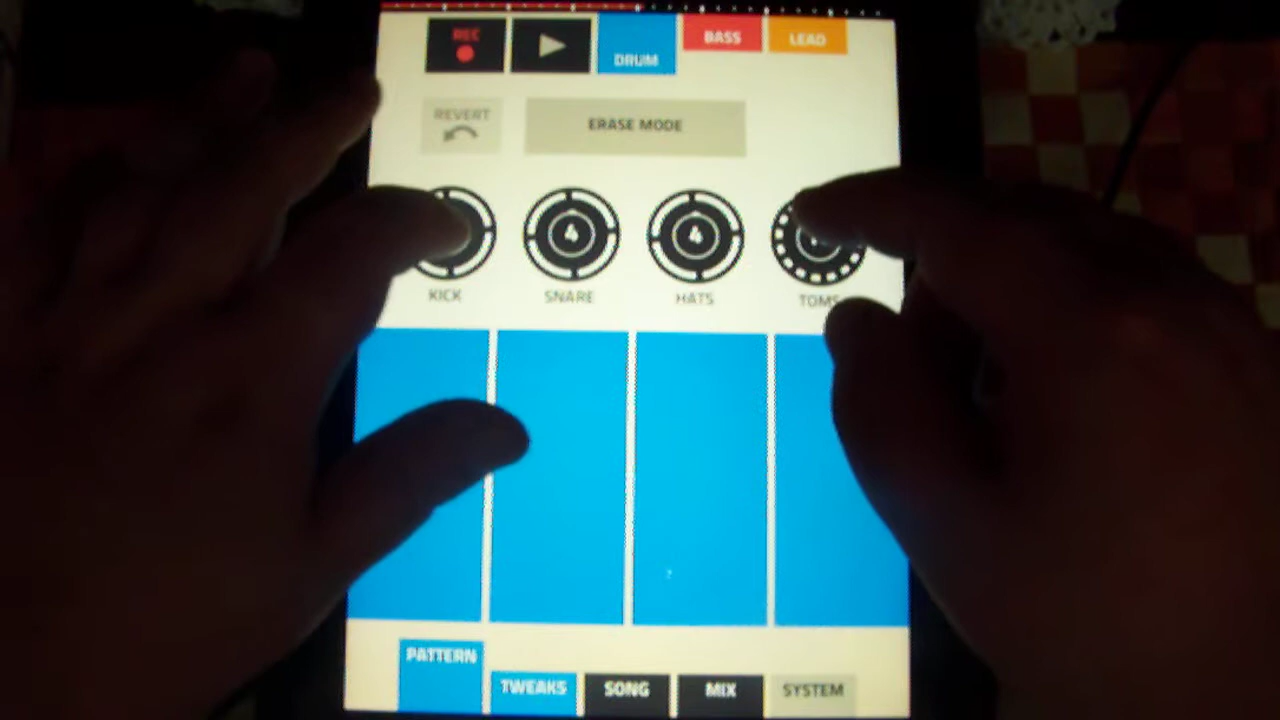 REC
DRUM
BASS
LEAD
REVERT
ERASE MODE
4
4
KICK
SNARE
HATS
TOMS
PATTERN
TWEAKS
SONG
MIX
SYSTEM